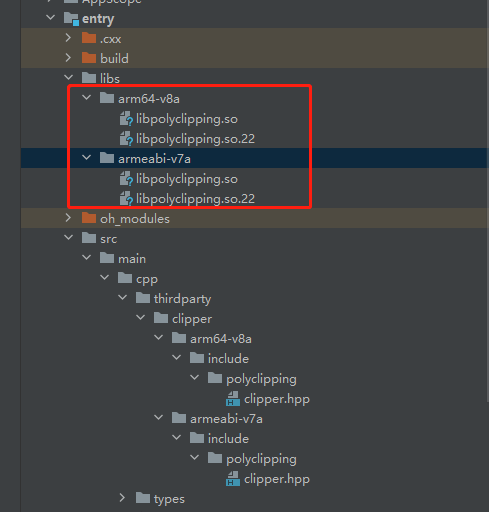 entry
.cxx
build
libs
arm64-v8a
libpolyclipping.so
libpolyclipping.so.22
armeabi-v7a
libpolyclipping.so
libpolyclipping.so.22
oh_modules
src
main
cpp
thirdparty
clipper
arm64-v8a
include
polyclipping
clipper.hpp
armeabi-v7a
include
polyclipping
clipper.hpp
types